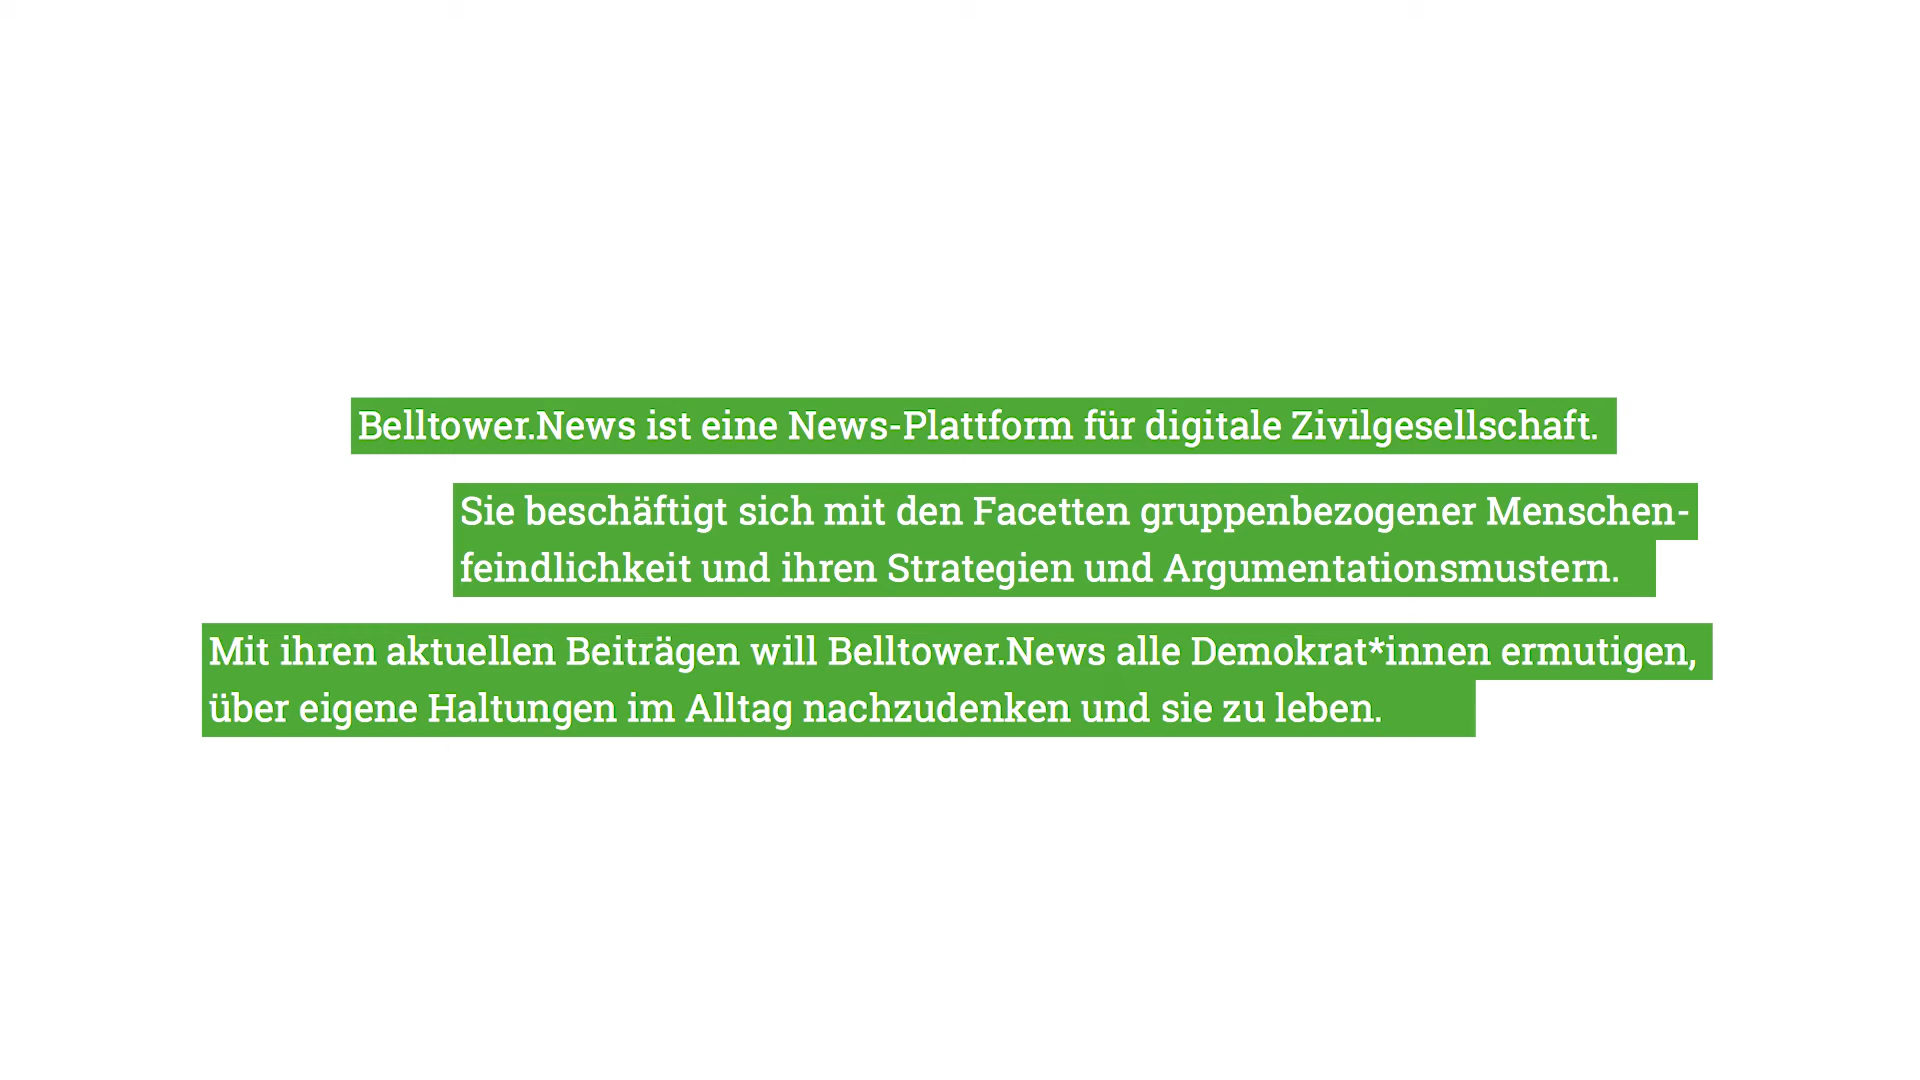 Belltower.News ist eine News-Plattform für digitale Zivilgesellschaft.
Sie beschäftigt sich mit den Facetten gruppenbezogener Menschen-
feindlichkeit und ihren Strategien und Argumentationsmustern.
Mit ihren aktuellen Beiträgen will Belltower.News alle Demokrat*innen ermutigen,
über eigene Haltungen im Alltag nachzudenken und sie zu leben.